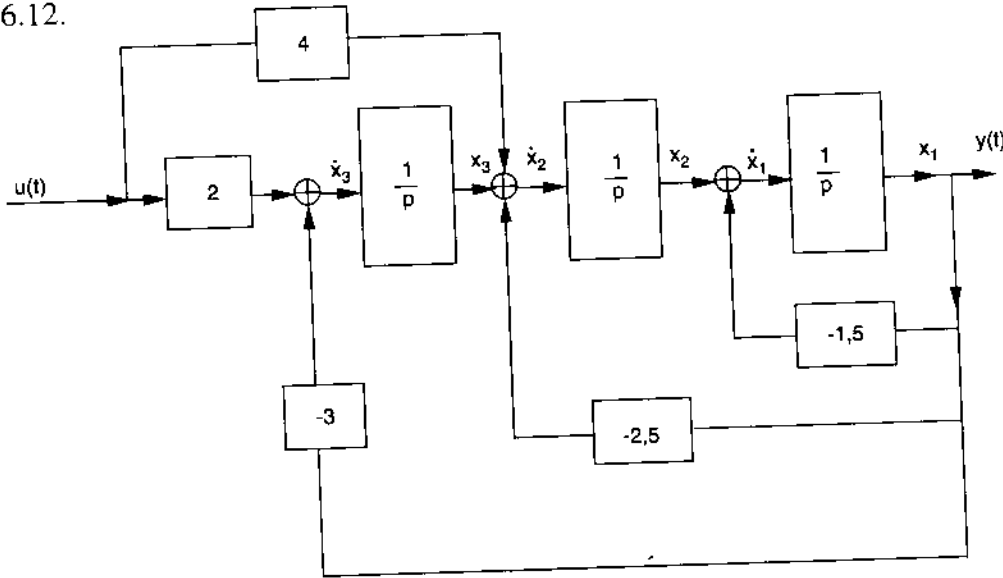 6.12.
4
u(t)
2
ẋ₃
1
p
x₃
ẋ₂
1
p
x₂
ẋ₁
1
p
x₁
y(t)
-1,5
-3
-2,5